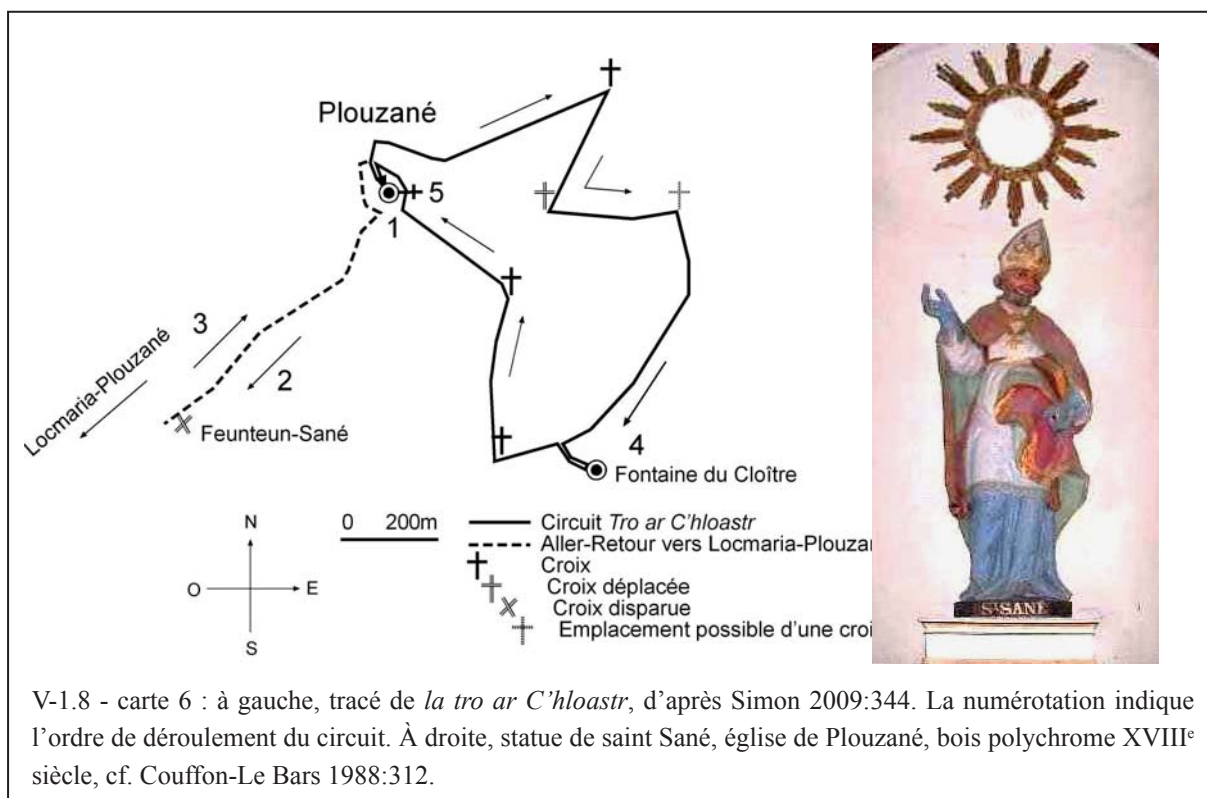 Plouzané
5
1
3
2
Locmaria-Plouzané
Feunteun-Sané
4
Fontaine du Cloître
N
O
E
S
0 200m
Circuit Tro ar C'hloastr
Aller-Retour vers Locmaria-Plouzan
Croix
Croix déplacée
Croix disparue
Emplacement possible d'une croi
S·SANE
V-1.8 - carte 6 : à gauche, tracé de la tro ar C’hloastr, d’après Simon 2009:344. La numérotation indique
l’ordre de déroulement du circuit. À droite, statue de saint Sané, église de Plouzané, bois polychrome XVIIIe
siècle, cf. Couffon-Le Bars 1988:312.